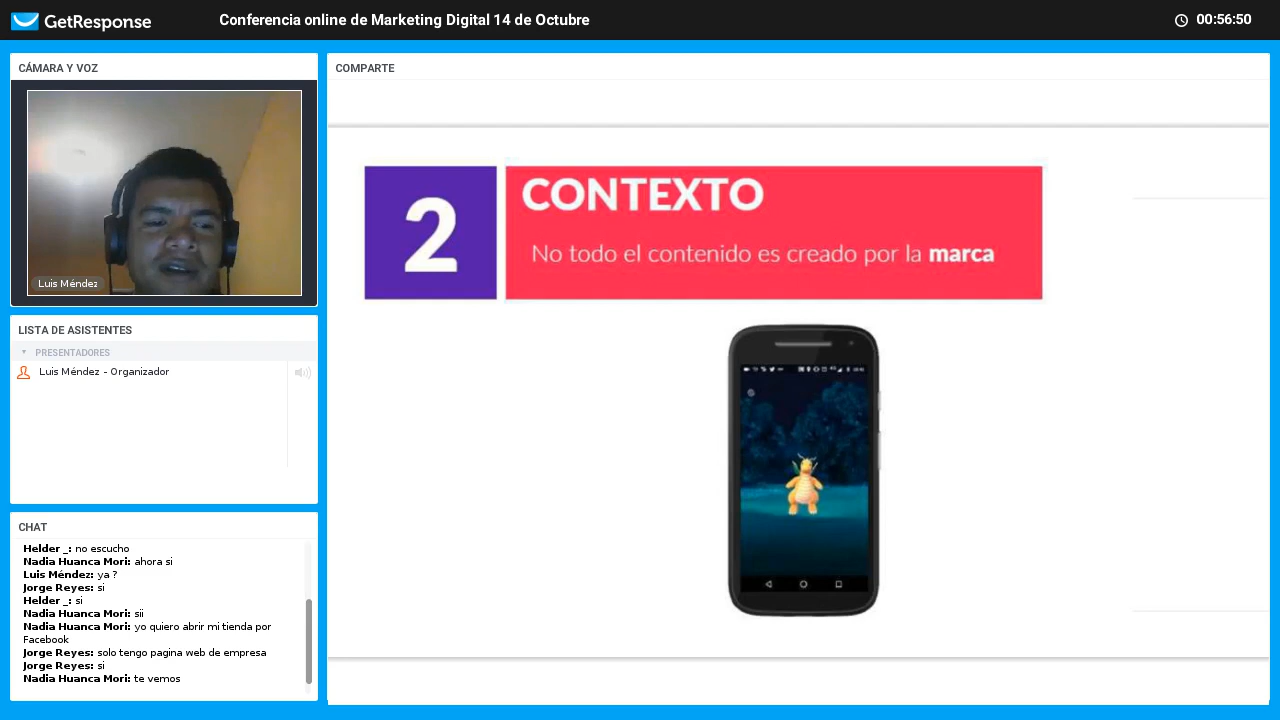 GetResponse
Conferencia online de Marketing Digital 14 de Octubre
00:56:50
CÁMARA Y VOZ
Luis Méndez
LISTA DE ASISTENTES
PRESENTADORES
Luis Méndez - Organizador
CHAT
Helder _: no escucho
Nadia Huanca Mori: ahora si
Luis Méndez: ya ?
Jorge Reyes: si
Helder _: si
Nadia Huanca Mori: sii
Nadia Huanca Mori: yo quiero abrir mi tienda por
Facebook
Jorge Reyes: solo tengo pagina web de empresa
Jorge Reyes: si
Nadia Huanca Mori: te vemos
COMPARTE
2
CONTEXTO
No todo el contenido es creado por la marca